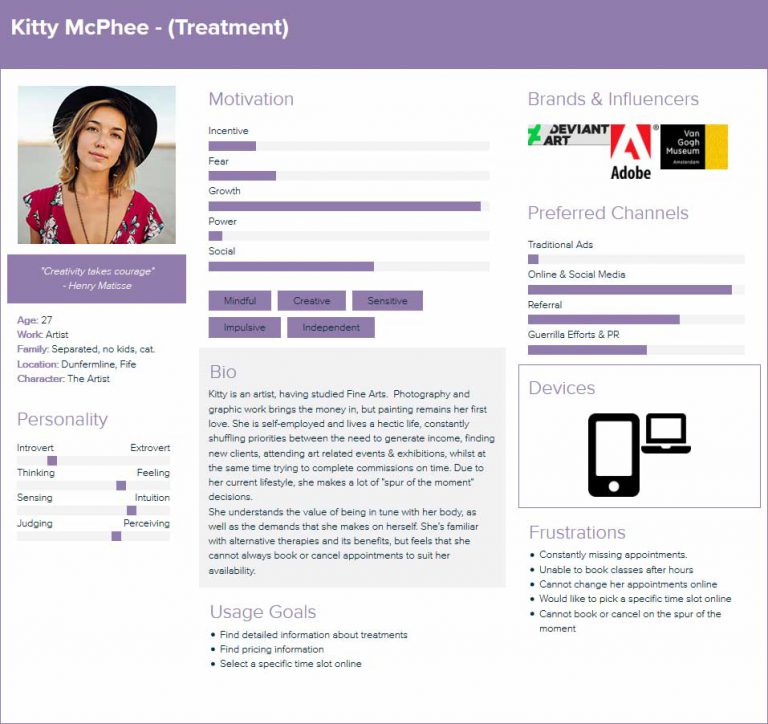 Kitty McPhee - (Treatment)
"Creativity takes courage"
- Henry Matisse
Age: 27
Work: Artist
Family: Separated, no kids, cat.
Location: Dunfermline, Fife
Character: The Artist
Personality
Introvert Extrovert
Thinking Feeling
Sensing Intuition
Judging Perceiving
Motivation
Incentive
Fear
Growth
Power
Social
Mindful Creative Sensitive
Impulsive Independent
Bio
Kitty is an artist, having studied Fine Arts. Photography and
graphic work brings the money in, but painting remains her first
love. She is self-employed and lives a hectic life, constantly
shuffling priorities between the need to generate income, finding
new clients, attending art related events & exhibitions, whilst at
the same time trying to complete commissions on time. Due to
her current lifestyle, she makes a lot of "spur of the moment"
decisions.
She understands the value of being in tune with her body, as
well as the demands that she makes on herself. She's familiar
with alternative therapies and its benefits, but feels that she
cannot always book or cancel appointments to suit her
availability.
Usage Goals
• Find detailed information about treatments
• Find pricing information
• Select a specific time slot online
Brands & Influencers
DEVIANT
ART
®
Adobe
Van
Gogh
Museum
Amsterdam
Preferred Channels
Traditional Ads
Online & Social Media
Referral
Guerrilla Efforts & PR
Devices
Frustrations
• Constantly missing appointments.
• Unable to book classes after hours
• Cannot change her appointments online
• Would like to pick a specific time slot online
• Cannot book or cancel on the spur of the
moment